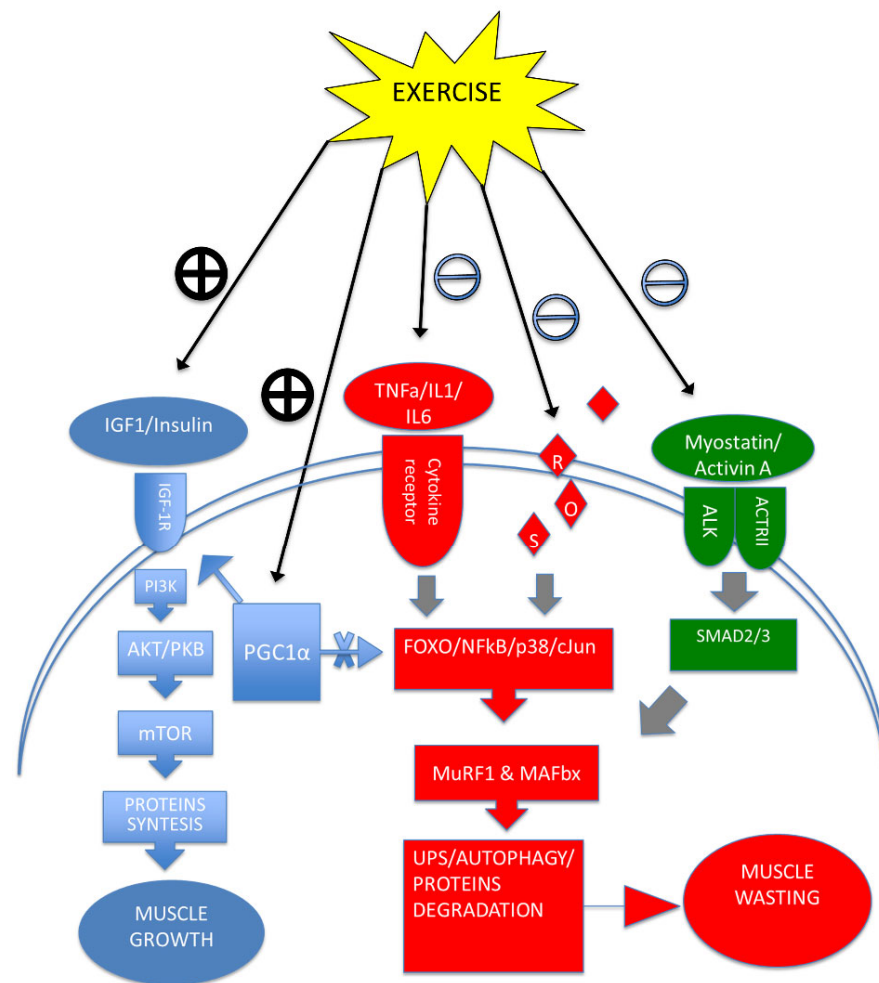 EXERCISE
IGF1/Insulin
TNFa/IL1/
IL6
Myostatin/
Activin A
IGF-1R
Cytokine
receptor
R
O
S
ALK
ACTRII
PI3K
AKT/PKB
PGC1α
FOXO/NFkB/p38/cJun
SMAD2/3
mTOR
MuRF1 & MAFbx
PROTEINS
SYNTESIS
UPS/AUTOPHAGY/
PROTEINS
DEGRADATION
MUSCLE
WASTING
MUSCLE
GROWTH